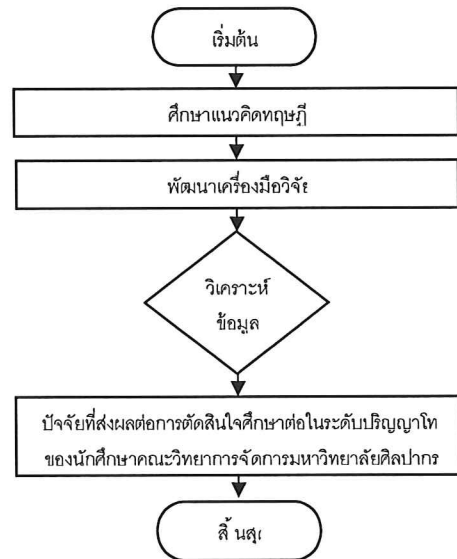 เริ่มต้น
ศึกษาแนวคิดทฤษฎี
พัฒนาเครื่องมือวิจัย
วิเคราะห์
ข้อมูล
ปัจจัยที่ส่งผลต่อการตัดสินใจศึกษาต่อในระดับปริญญาโท
ของนักศึกษาคณะวิทยาการจัดการมหาวิทยาลัยศิลปากร
สิ้นสุด